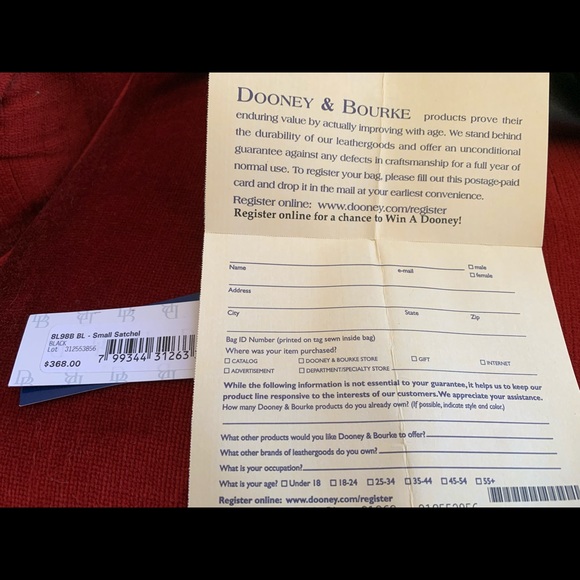 DOONEY & BOURKE products prove their
enduring value by actually improving with age. We stand behind
the durability of our leathergoods and offer an unconditional
guarantee against any defects in craftsmanship for a full year of
normal use. To register your bag, please fill out this postage-paid
card and drop it in the mail at your earliest convenience.
Register online: www.dooney.com/register
Register online for a chance to Win A Dooney!
Name e-mail □ male
□ female
Address
City State Zip
Bag ID Number (printed on tag sewn inside bag)
Where was your item purchased?
□ CATALOG □ DOONEY & BOURKE STORE □ GIFT □ INTERNET
□ ADVERTISEMENT □ DEPARTMENT/SPECIALTY STORE
While the following information is not essential to your guarantee, it helps us to keep our
product line responsive to the interests of our customers. We appreciate your assistance.
How many Dooney & Bourke products do you already own? (If possible, indicate style and color.)
What other products would you like Dooney & Bourke to offer?
What other brands of leathergoods do you own?
What is your occupation?
What is your age? □ Under 18 □ 18-24 □ 25-34 □ 35-44 □ 45-54 □ 55+
Register online: www.dooney.com/register
8L98B BL - Small Satchel
BLACK
Lot 312553856
7 99344 31263
$368.00